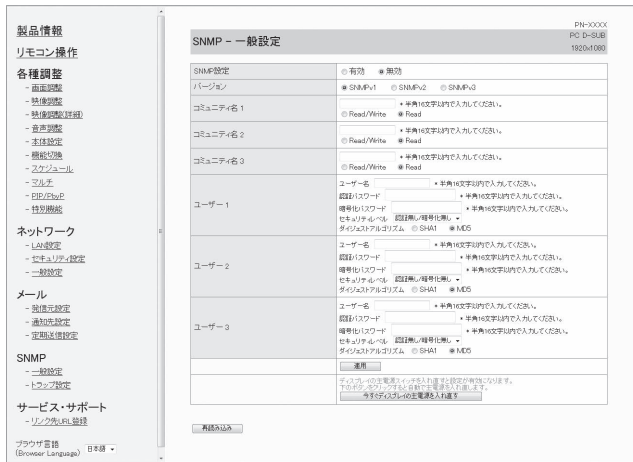 製品情報
リモコン操作
各種調整
- 画面調整
- 映像調整
- 映像調整(詳細)
- 音声調整
- 本体設定
- 機能切換
- スケジュール
- マルチ
- PIP/PbyP
- 特別機能
ネットワーク
- LAN設定
- セキュリティ設定
- 一般設定
メール
- 発信元設定
- 通知先設定
- 定期送信設定
SNMP
- 一般設定
- トラップ設定
サービス・サポート
- リンク先URL登録
ブラウザ言語
(Browser Language) 日本語
PN-XXXX
SNMP - 一般設定
PC D-SUB
1920x1080
SNMP設定 有効 無効
バージョン SNMPv1 SNMPv2 SNMPv3
コミュニティ名 1 * 半角16文字以内で入力してください。
Read/Write Read
コミュニティ名 2 * 半角16文字以内で入力してください。
Read/Write Read
コミュニティ名 3 * 半角16文字以内で入力してください。
Read/Write Read
ユーザー 1
ユーザー名 * 半角16文字以内で入力してください。
認証パスワード * 半角16文字以内で入力してください。
暗号化パスワード * 半角16文字以内で入力してください。
セキュリティレベル 認証無し/暗号化無し
ダイジェストアルゴリズム SHA1 MD5
ユーザー 2
ユーザー名 * 半角16文字以内で入力してください。
認証パスワード * 半角16文字以内で入力してください。
暗号化パスワード * 半角16文字以内で入力してください。
セキュリティレベル 認証無し/暗号化無し
ダイジェストアルゴリズム SHA1 MD5
ユーザー 3
ユーザー名 * 半角16文字以内で入力してください。
認証パスワード * 半角16文字以内で入力してください。
暗号化パスワード * 半角16文字以内で入力してください。
セキュリティレベル 認証無し/暗号化無し
ダイジェストアルゴリズム SHA1 MD5
適用
ディスプレイの主電源スイッチを入れ直すと設定が有効になります。
下のボタンをクリックすると自動で主電源を入れ直します。
今すぐディスプレイの主電源を入れ直す
再読み込み